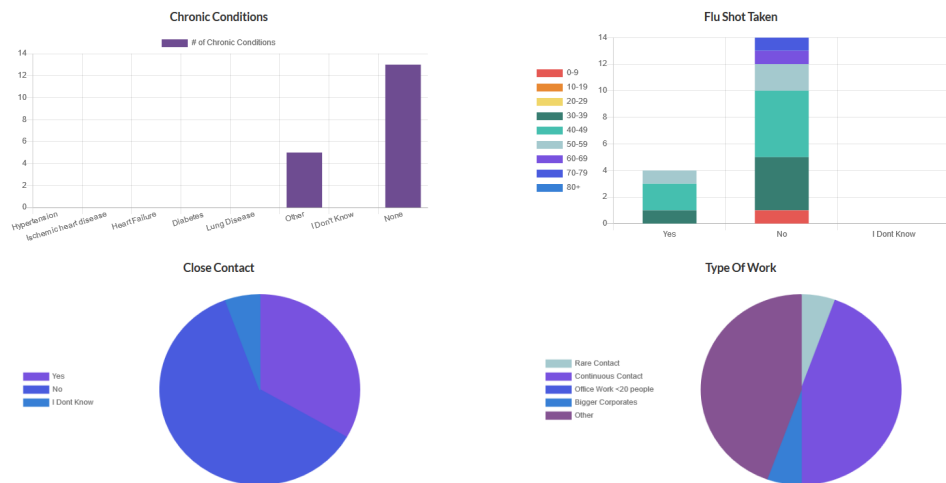 Chronic Conditions
# of Chronic Conditions
14
12
10
8
6
4
2
0
Hypertension
Ischemic heart disease
Heart Failure
Diabetes
Lung Disease
Other
I Don't Know
None
Flu Shot Taken
0-9
10-19
20-29
30-39
40-49
50-59
60-69
70-79
80+
14
12
10
8
6
4
2
0
Yes
No
I Dont Know
Close Contact
Yes
No
I Dont Know
Type Of Work
Rare Contact
Continuous Contact
Office Work <20 people
Bigger Corporates
Other